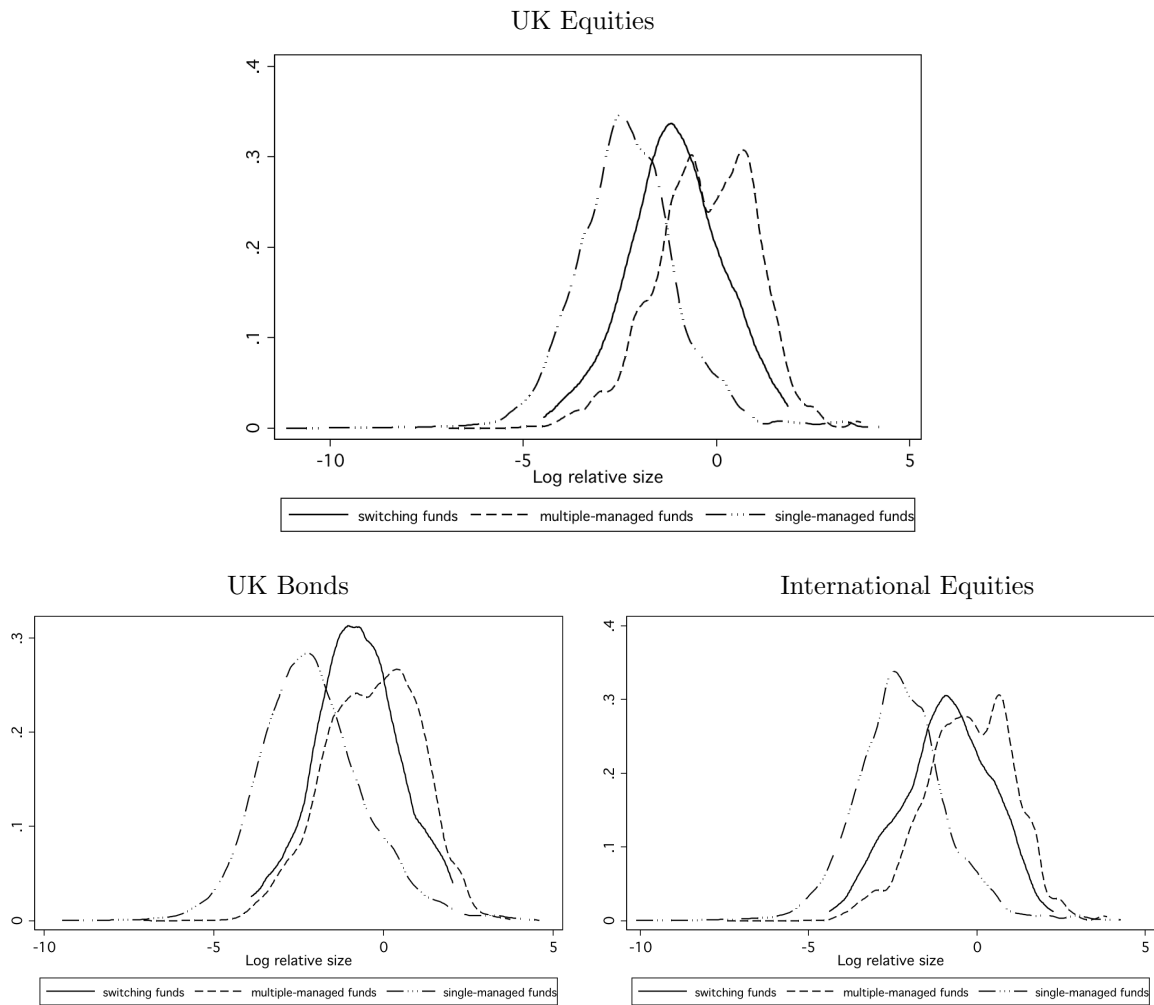 UK Equities
.4
.3
.2
.1
0
-10 -5 0 5
Log relative size
switching funds multiple-managed funds single-managed funds
UK Bonds
.3
.2
.1
0
-10 -5 0 5
Log relative size
switching funds multiple-managed funds single-managed funds
International Equities
.4
.3
.2
.1
0
-10 -5 0 5
Log relative size
switching funds multiple-managed funds single-managed funds